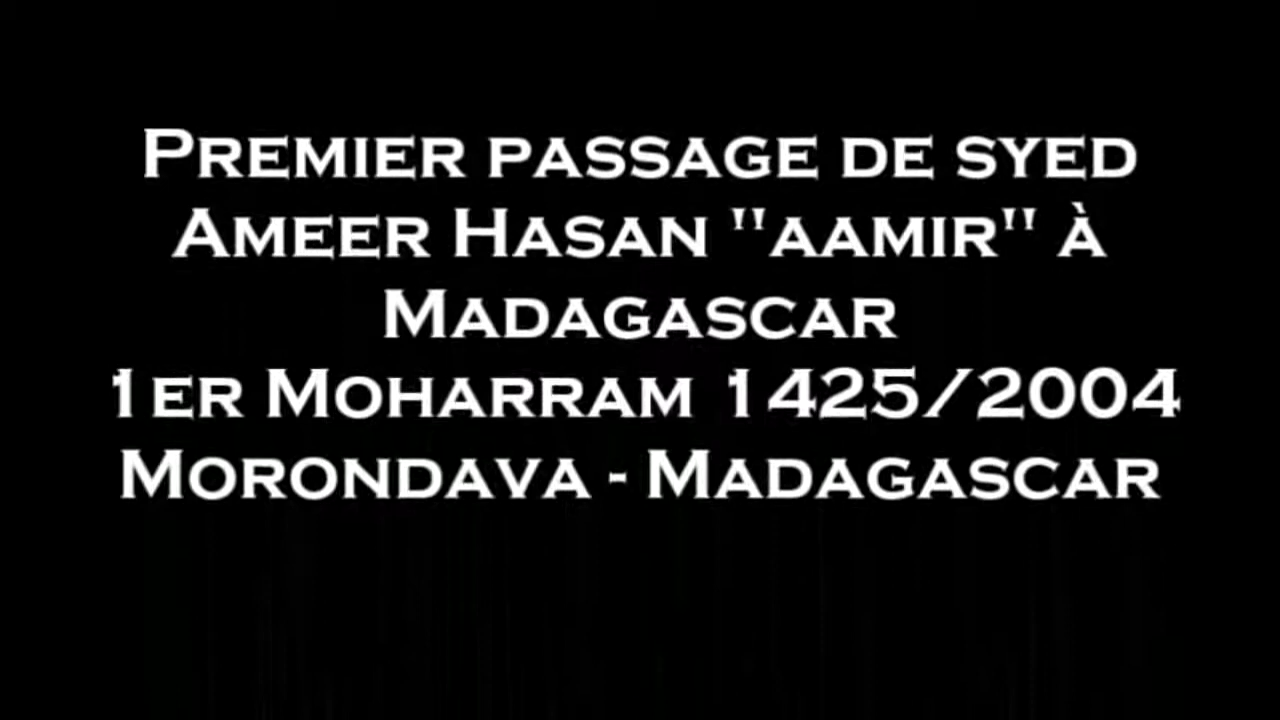 Premier passage de syed
Ameer Hasan "aamir" à
Madagascar
1er Moharram 1425/2004
Morondava - Madagascar